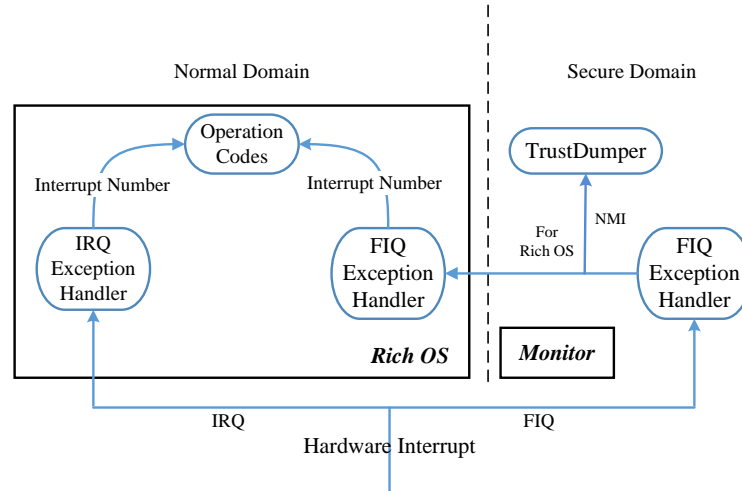 Normal Domain
Secure Domain
Operation
Codes
TrustDumper
Interrupt Number
Interrupt Number
IRQ
Exception
Handler
FIQ
Exception
Handler
For
Rich OS
NMI
FIQ
Exception
Handler
Rich OS
Monitor
IRQ
FIQ
Hardware Interrupt